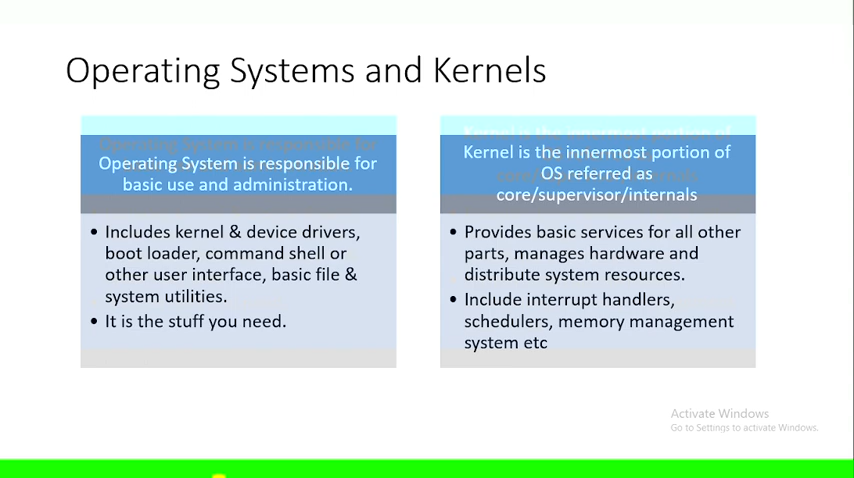 Operating Systems and Kernels
Operating System is responsible for
basic use and administration.
• Includes kernel & device drivers,
boot loader, command shell or
other user interface, basic file &
system utilities.
• It is the stuff you need.
Kernel is the innermost portion of
OS referred as
core/supervisor/internals
• Provides basic services for all other
parts, manages hardware and
distribute system resources.
• Include interrupt handlers,
schedulers, memory management
system etc
Activate Windows
Go to Settings to activate Windows.